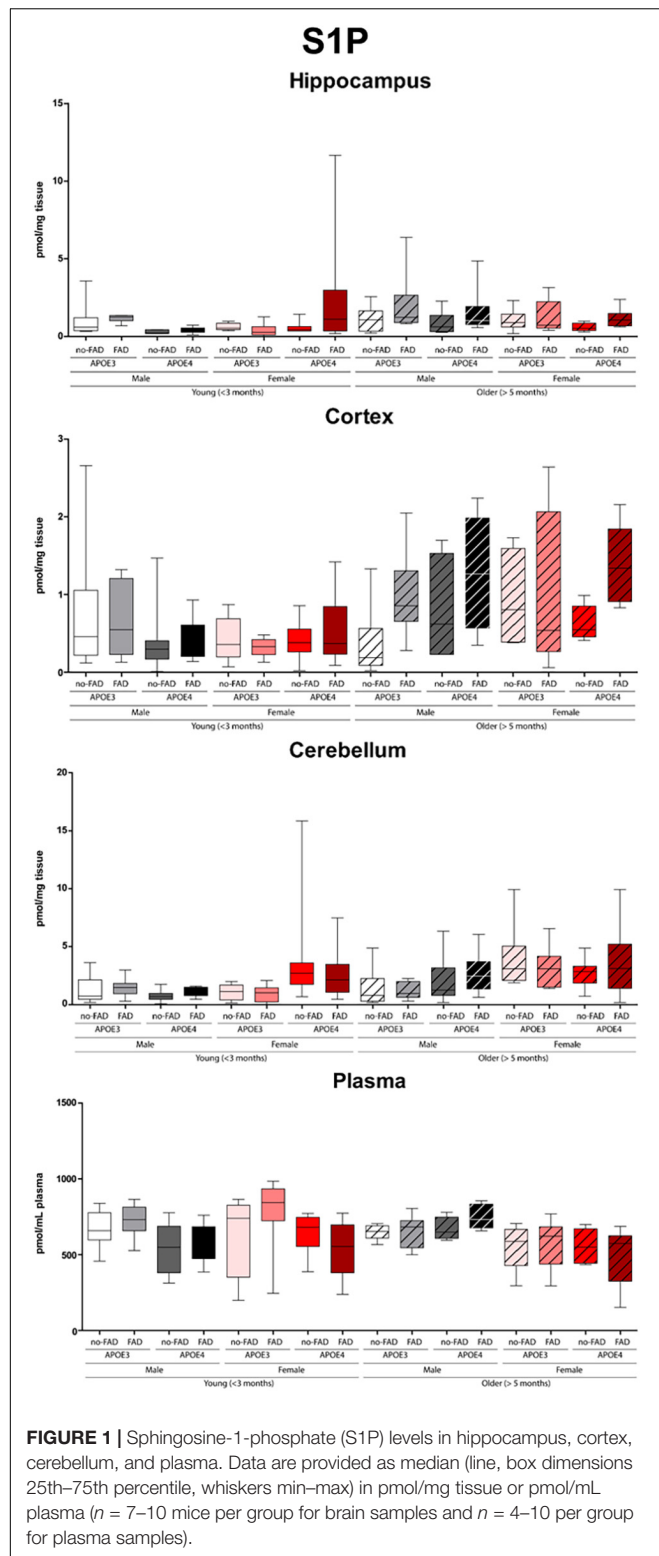 S1P
Hippocampus
15
10
5
0
pmol/mg tissue
no-FAD FAD no-FAD FAD no-FAD FAD no-FAD FAD no-FAD FAD no-FAD FAD no-FAD FAD no-FAD FAD
APOE3 APOE4 APOE3 APOE4 APOE3 APOE4 APOE3 APOE4
Male Female Male Female
Young (<3 months) Older (> 5 months)
Cortex
3
2
1
0
pmol/mg tissue
no-FAD FAD no-FAD FAD no-FAD FAD no-FAD FAD no-FAD FAD no-FAD FAD no-FAD FAD no-FAD FAD
APOE3 APOE4 APOE3 APOE4 APOE3 APOE4 APOE3 APOE4
Male Female Male Female
Young (<3 months) Older (> 5 months)
Cerebellum
20
15
10
5
0
pmol/mg tissue
no-FAD FAD no-FAD FAD no-FAD FAD no-FAD FAD no-FAD FAD no-FAD FAD no-FAD FAD no-FAD FAD
APOE3 APOE4 APOE3 APOE4 APOE3 APOE4 APOE3 APOE4
Male Female Male Female
Young (<3 months) Older (> 5 months)
Plasma
1500
1000
500
0
pmol/mL plasma
no-FAD FAD no-FAD FAD no-FAD FAD no-FAD FAD no-FAD FAD no-FAD FAD no-FAD FAD no-FAD FAD
APOE3 APOE4 APOE3 APOE4 APOE3 APOE4 APOE3 APOE4
Male Female Male Female
Young (<3 months) Older (> 5 months)
FIGURE 1 | Sphingosine-1-phosphate (S1P) levels in hippocampus, cortex,
cerebellum, and plasma. Data are provided as median (line, box dimensions
25th–75th percentile, whiskers min–max) in pmol/mg tissue or pmol/mL
plasma (n = 7–10 mice per group for brain samples and n = 4–10 per group
for plasma samples).